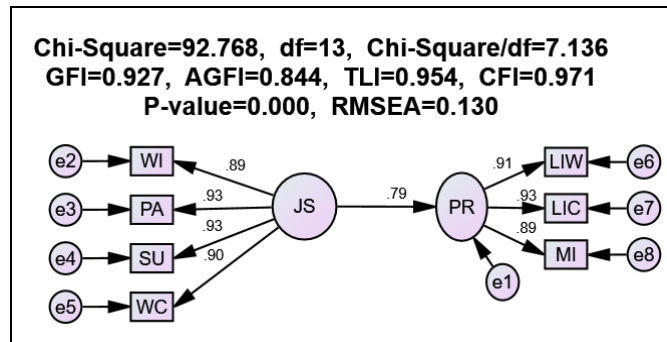 Chi-Square=92.768, df=13, Chi-Square/df=7.136
GFI=0.927, AGFI=0.844, TLI=0.954, CFI=0.971
P-value=0.000, RMSEA=0.130
e2 WI .89 .91 LIW e6
e3 PA .93 JS .79 PR .93 LIC e7
e4 SU .93 .89 MI e8
e5 WC .90 e1